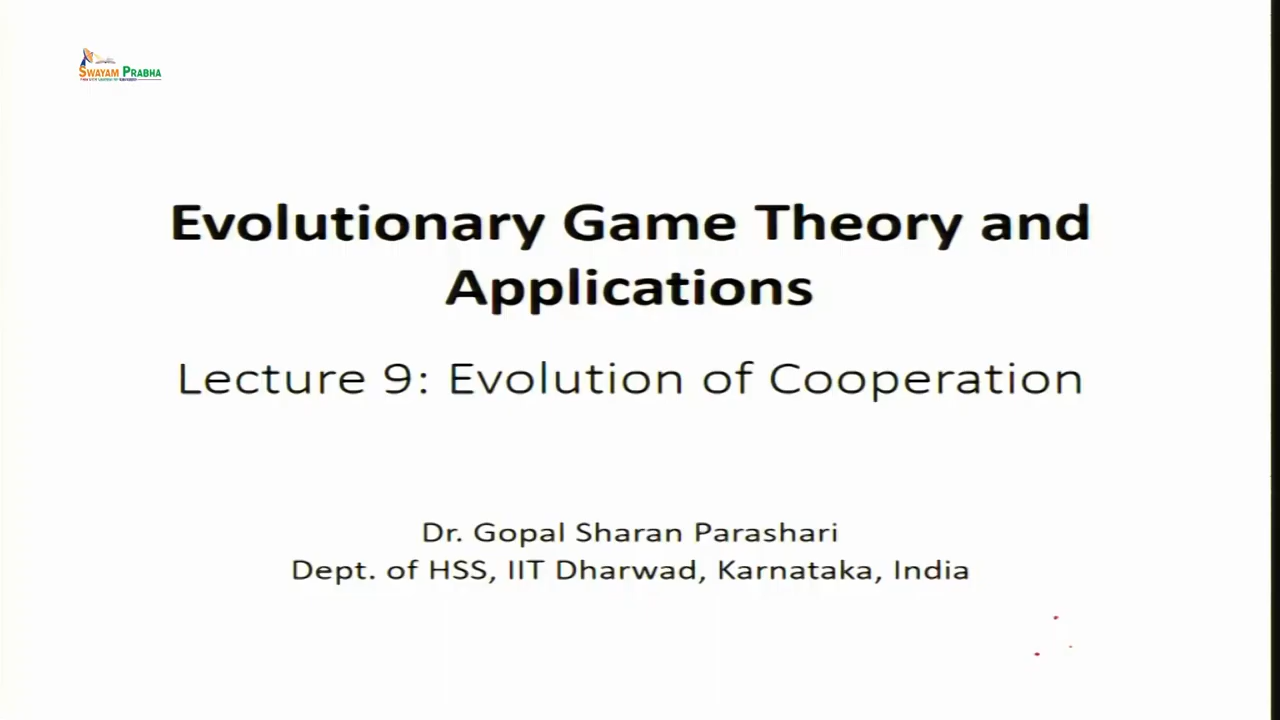 SWAYAM PRABHA
Evolutionary Game Theory and
Applications
Lecture 9: Evolution of Cooperation
Dr. Gopal Sharan Parashari
Dept. of HSS, IIT Dharwad, Karnataka, India